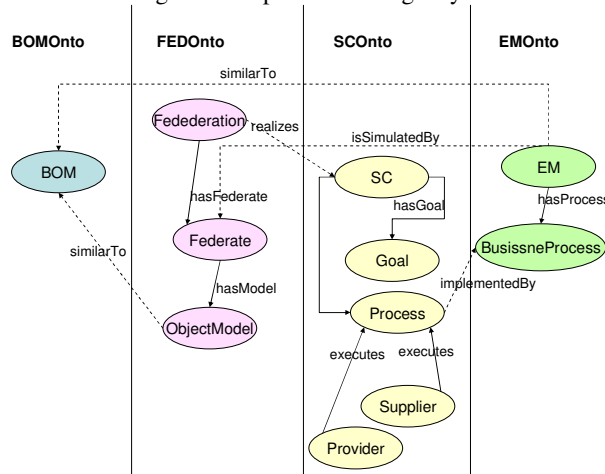 BOMOnto
FEDOnto
SCOnto
EMOnto
similarTo
Fedederation
realizes
isSimulatedBy
BOM
SC
EM
hasFederate
hasGoal
hasProcess
similarTo
Federate
Goal
BusissneProcess
hasModel
implementedBy
ObjectModel
Process
executes
executes
Supplier
Provider